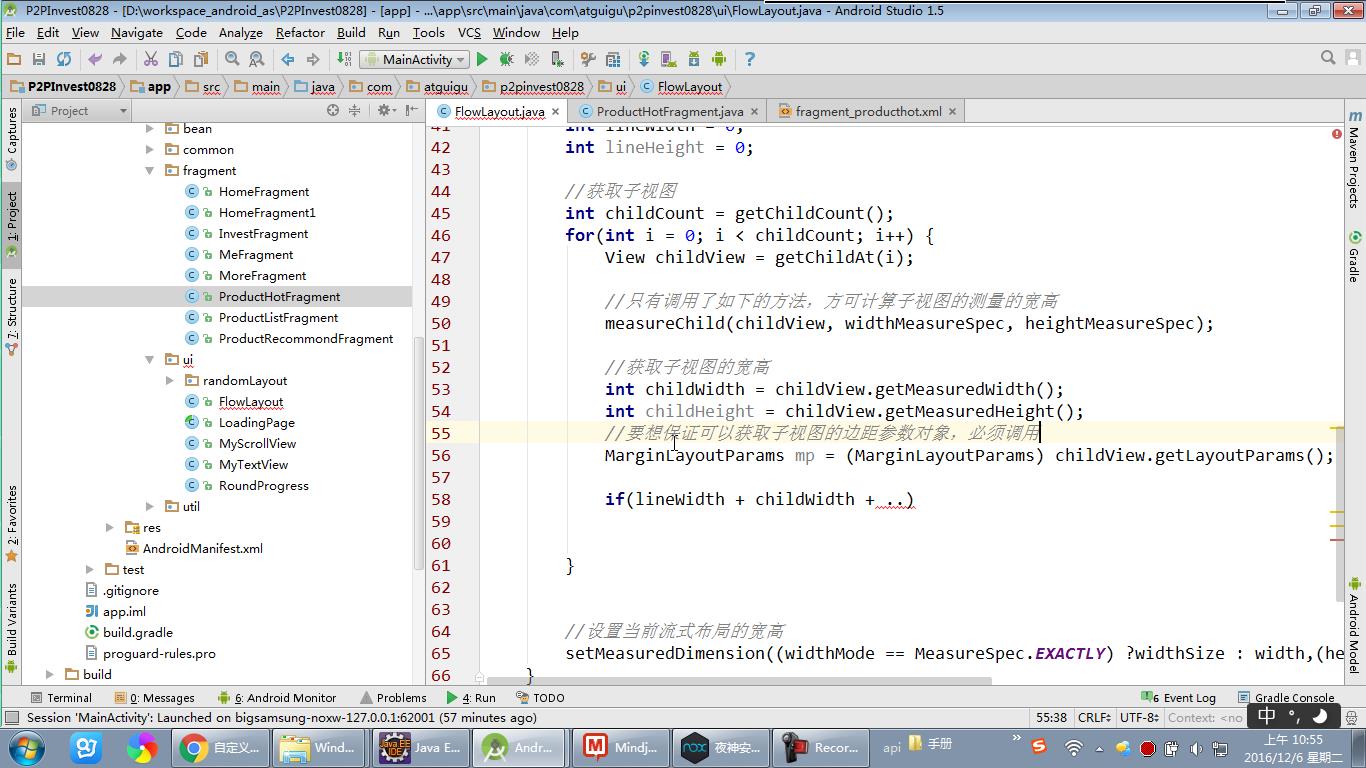 P2PInvest0828 - [D:\workspace_android_as\P2PInvest0828] - [app] - ...\app\src\main\java\com\atguigu\p2pinvest0828\ui\FlowLayout.java - Android Studio 1.5
File Edit View Navigate Code Analyze Refactor Build Run Tools VCS Window Help
MainActivity
P2PInvest0828 app src main java com atguigu p2pinvest0828 ui FlowLayout
Project
FlowLayout.java ProductHotFragment.java fragment_producthot.xml
Captures
1: Project
7: Structure
2: Favorites
Build Variants
bean
common
fragment
HomeFragment
HomeFragment1
InvestFragment
MeFragment
MoreFragment
ProductHotFragment
ProductListFragment
ProductRecommondFragment
ui
randomLayout
FlowLayout
LoadingPage
MyScrollView
MyTextView
RoundProgress
util
res
AndroidManifest.xml
test
.gitignore
app.iml
build.gradle
proguard-rules.pro
build
41 int lineWidth = 0;
42 int lineHeight = 0;
43
44 //获取子视图
45 int childCount = getChildCount();
46 for(int i = 0; i < childCount; i++) {
47 View childView = getChildAt(i);
48
49 //只有调用了如下的方法，方可计算子视图的测量的宽高
50 measureChild(childView, widthMeasureSpec, heightMeasureSpec);
51
52 //获取子视图的宽高
53 int childWidth = childView.getMeasuredWidth();
54 int childHeight = childView.getMeasuredHeight();
55 //要想保证可以获取子视图的边距参数对象，必须调用
56 MarginLayoutParams mp = (MarginLayoutParams) childView.getLayoutParams();
57
58 if(lineWidth + childWidth + ..)
59
60
61 }
62
63
64 //设置当前流式布局的宽高
65 setMeasuredDimension((widthMode == MeasureSpec.EXACTLY) ?widthSize : width,(he
66 }
Maven Projects
Gradle
Android Model
Terminal 0: Messages 6: Android Monitor Problems 4: Run TODO 6 Event Log Gradle Console
Session 'MainActivity': Launched on bigsamsung-noxw-127.0.0.1:62001 (57 minutes ago) 55:38 CRLF UTF-8 Context: <no 中 °,
自定义... Wind... Java E... Andr... Mindj... 夜神安... Recor... api 手册 » 上午 10:55
2016/12/6 星期二